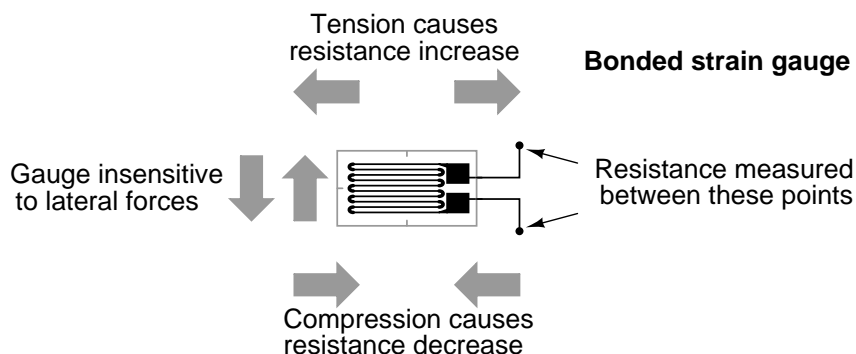 Tension causes
resistance increase
Bonded strain gauge
Gauge insensitive
to lateral forces
Resistance measured
between these points
Compression causes
resistance decrease